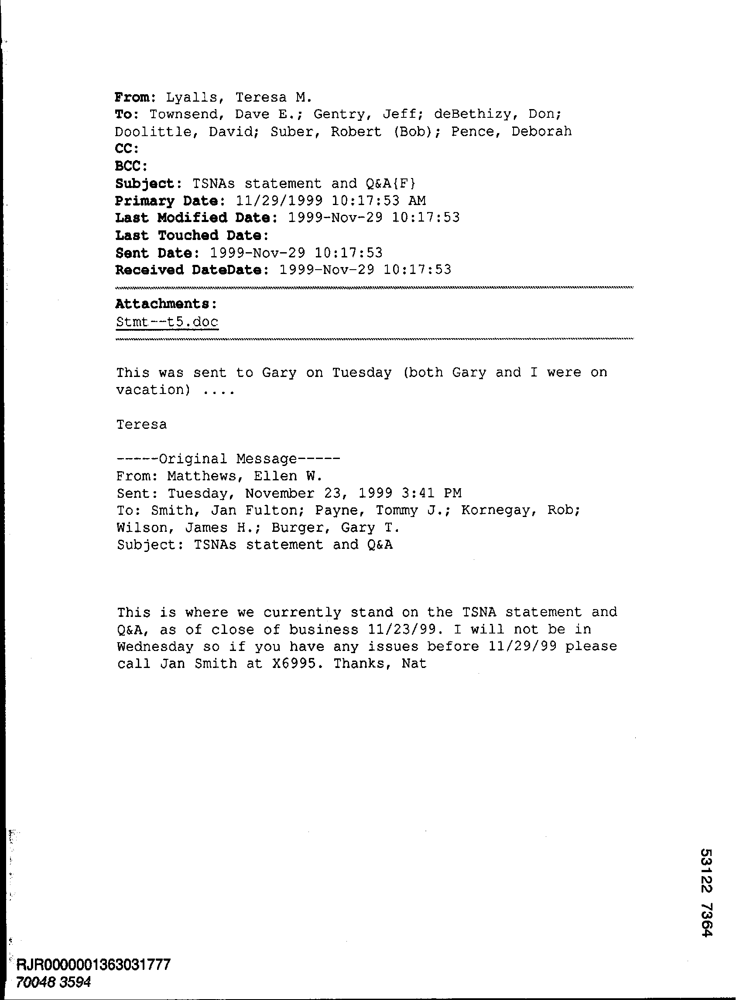 From: Lyalls, Teresa M.
To: Townsend, Dave E.; Gentry, Jeff; deBethizy, Don;
Doolittle, David; Suber, Robert (Bob); Pence, Deborah
CC:
BCC:
Subject: TSNAs statement and Q&A{F}
Primary Date: 11/29/1999 10:17:53 AM
Last Modified Date: 1999-Nov-29 10:17:53
Last Touched Date:
Sent Date: 1999-Nov-29 10:17:53
Received DateDate: 1999-Nov-29 10:17:53
Attachments:
Stmt--t5.doc
This was sent to Gary on Tuesday (both Gary and I were on
vacation) ....
Teresa
-----Original Message-----
From: Matthews, Ellen W.
Sent: Tuesday, November 23, 1999 3:41 PM
To: Smith, Jan Fulton; Payne, Tommy J.; Kornegay, Rob;
Wilson, James H.; Burger, Gary T.
Subject: TSNAs statement and Q&A
This is where we currently stand on the TSNA statement and
Q&A, as of close of business 11/23/99. I will not be in
Wednesday so if you have any issues before 11/29/99 please
call Jan Smith at X6995. Thanks, Nat
53122 7364
RJR0000001363031777
70048 3594